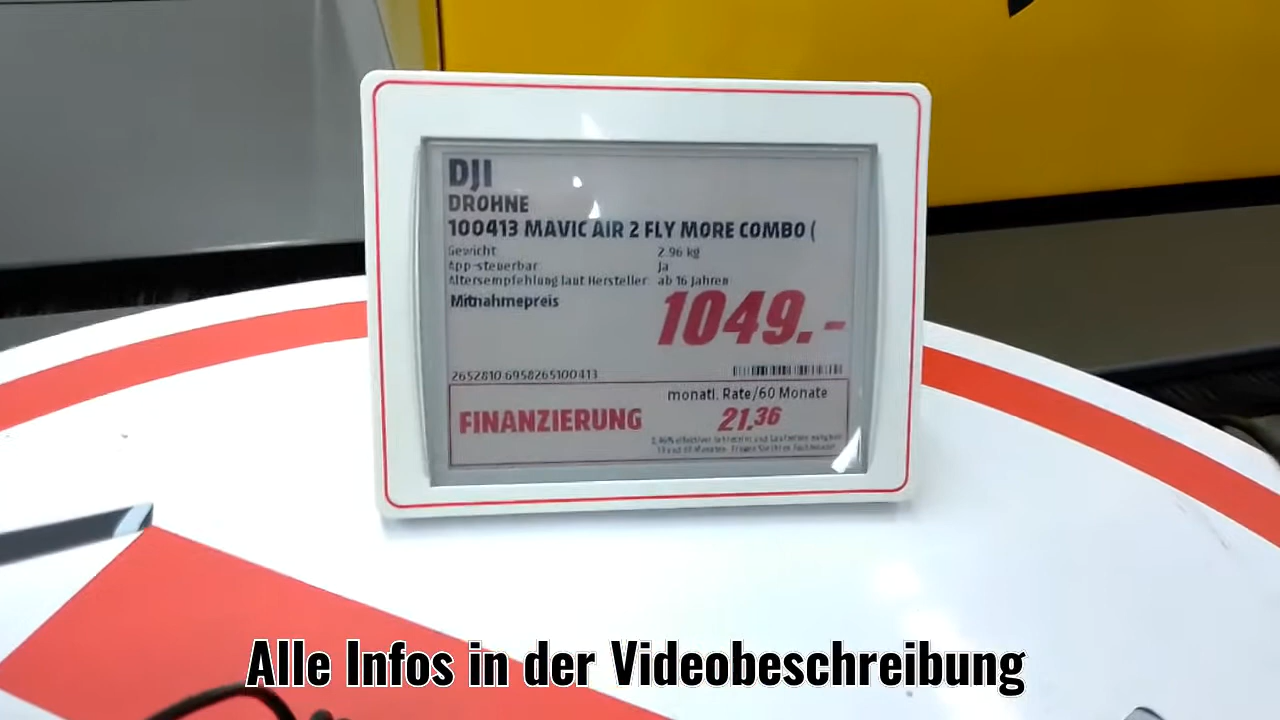 DJI
DROHNE
100413 MAVIC AIR 2 FLY MORE COMBO (
Gewicht 2.96 kg
App-steuerbar Ja
Altersempfehlung laut Hersteller ab 16 Jahren
Mitnahmepreis
1049.-
2652810 6958265100413
FINANZIERUNG
monatl. Rate/60 Monate
21,36
Alle Infos in der Videobeschreibung